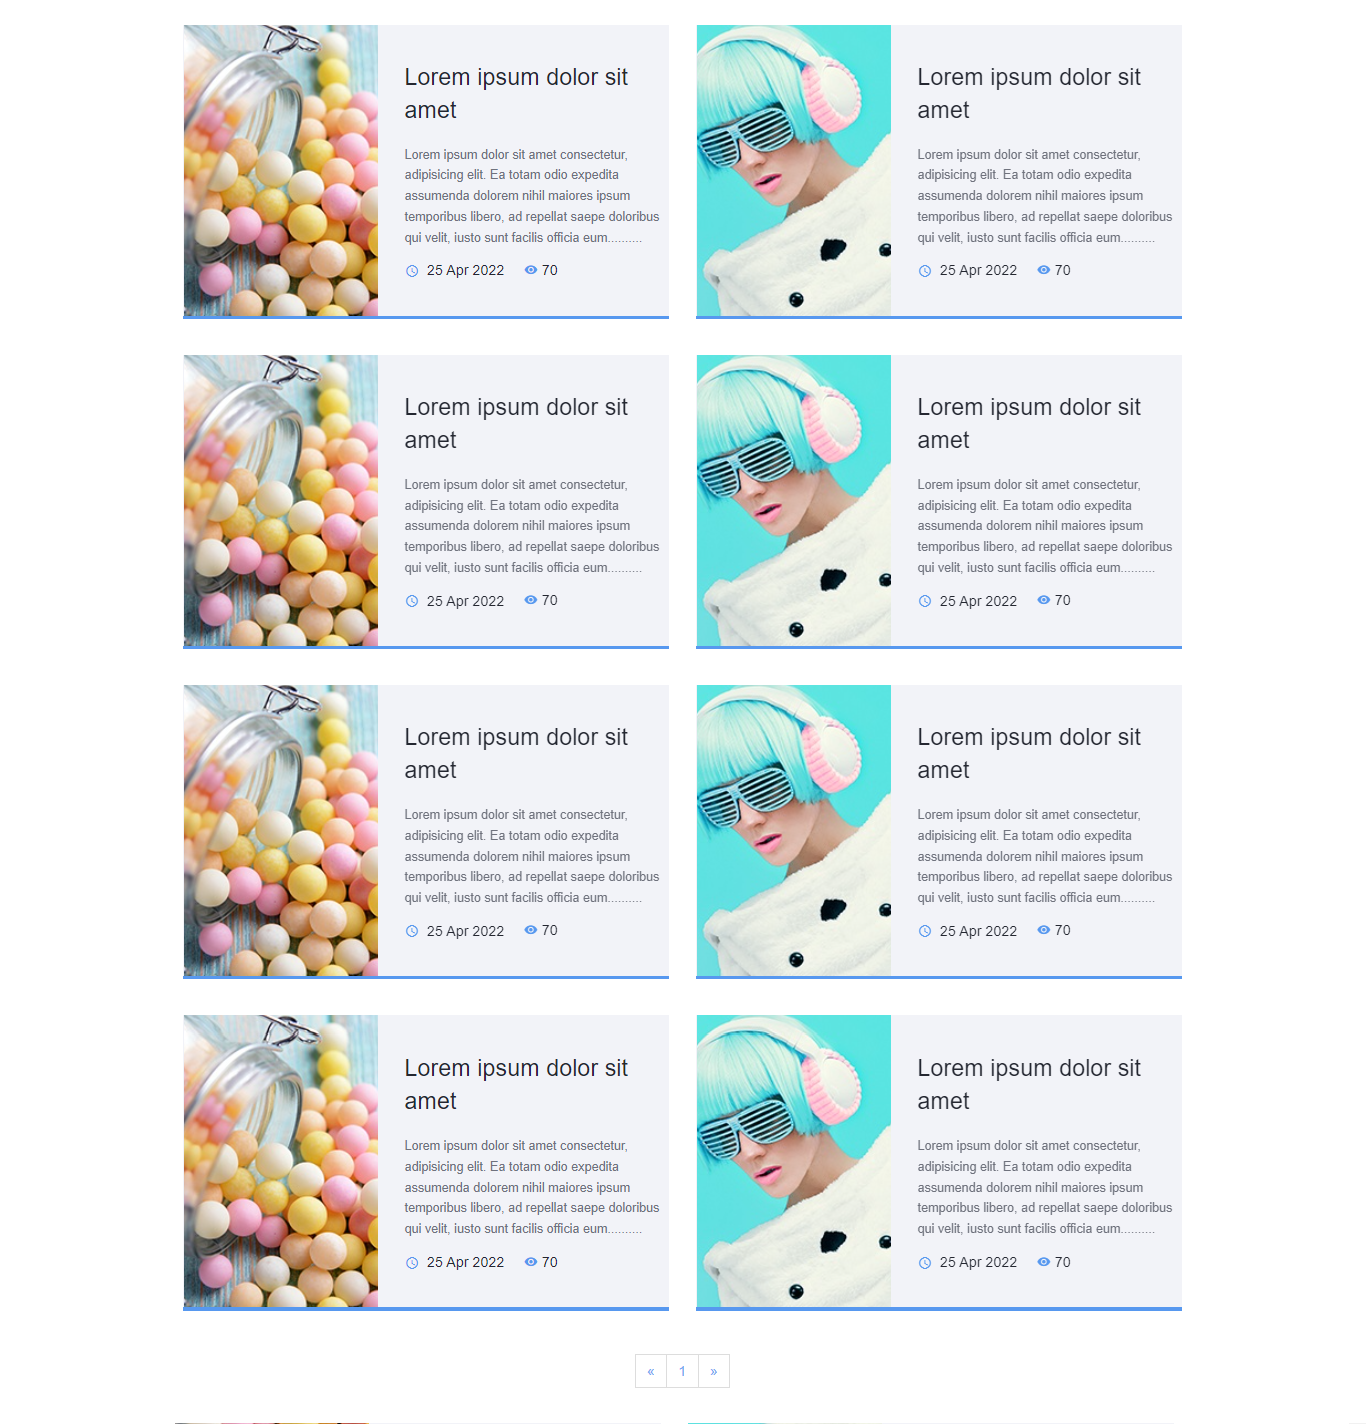 Lorem ipsum dolor sit
amet
Lorem ipsum dolor sit amet consectetur,
adipisicing elit. Ea totam odio expedita
assumenda dolorem nihil maiores ipsum
temporibus libero, ad repellat saepe doloribus
qui velit, iusto sunt facilis officia eum..........
25 Apr 2022 70
Lorem ipsum dolor sit
amet
Lorem ipsum dolor sit amet consectetur,
adipisicing elit. Ea totam odio expedita
assumenda dolorem nihil maiores ipsum
temporibus libero, ad repellat saepe doloribus
qui velit, iusto sunt facilis officia eum..........
25 Apr 2022 70
Lorem ipsum dolor sit
amet
Lorem ipsum dolor sit amet consectetur,
adipisicing elit. Ea totam odio expedita
assumenda dolorem nihil maiores ipsum
temporibus libero, ad repellat saepe doloribus
qui velit, iusto sunt facilis officia eum..........
25 Apr 2022 70
Lorem ipsum dolor sit
amet
Lorem ipsum dolor sit amet consectetur,
adipisicing elit. Ea totam odio expedita
assumenda dolorem nihil maiores ipsum
temporibus libero, ad repellat saepe doloribus
qui velit, iusto sunt facilis officia eum..........
25 Apr 2022 70
Lorem ipsum dolor sit
amet
Lorem ipsum dolor sit amet consectetur,
adipisicing elit. Ea totam odio expedita
assumenda dolorem nihil maiores ipsum
temporibus libero, ad repellat saepe doloribus
qui velit, iusto sunt facilis officia eum..........
25 Apr 2022 70
Lorem ipsum dolor sit
amet
Lorem ipsum dolor sit amet consectetur,
adipisicing elit. Ea totam odio expedita
assumenda dolorem nihil maiores ipsum
temporibus libero, ad repellat saepe doloribus
qui velit, iusto sunt facilis officia eum..........
25 Apr 2022 70
Lorem ipsum dolor sit
amet
Lorem ipsum dolor sit amet consectetur,
adipisicing elit. Ea totam odio expedita
assumenda dolorem nihil maiores ipsum
temporibus libero, ad repellat saepe doloribus
qui velit, iusto sunt facilis officia eum..........
25 Apr 2022 70
Lorem ipsum dolor sit
amet
Lorem ipsum dolor sit amet consectetur,
adipisicing elit. Ea totam odio expedita
assumenda dolorem nihil maiores ipsum
temporibus libero, ad repellat saepe doloribus
qui velit, iusto sunt facilis officia eum..........
25 Apr 2022 70
« 1 »